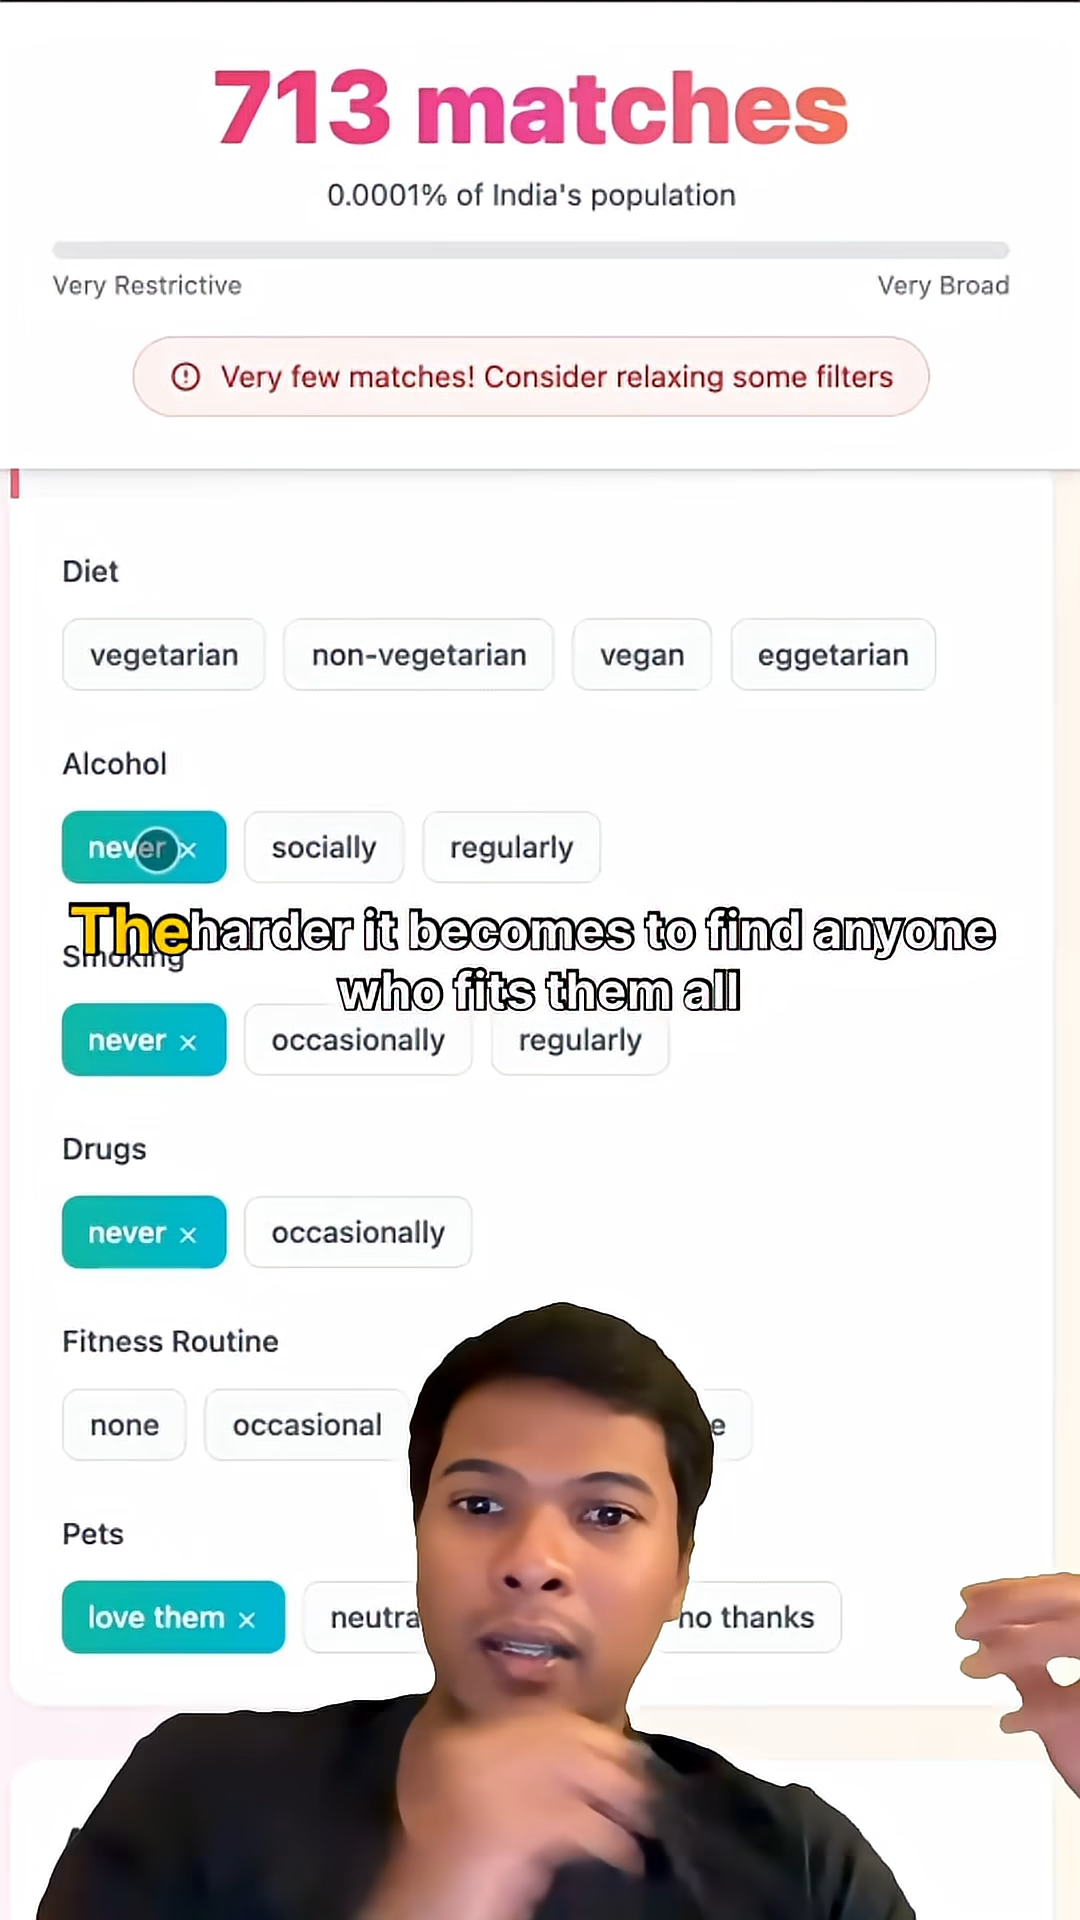 713 matches
0.0001% of India's population
Very Restrictive
Very Broad
Very few matches! Consider relaxing some filters
Diet
vegetarian
non-vegetarian
vegan
eggetarian
Alcohol
never ×
socially
regularly
The harder it becomes to find anyone
who fits them all
Smoking
never ×
occasionally
regularly
Drugs
never ×
occasionally
Fitness Routine
none
occasional
Pets
love them ×
neutra
no thanks